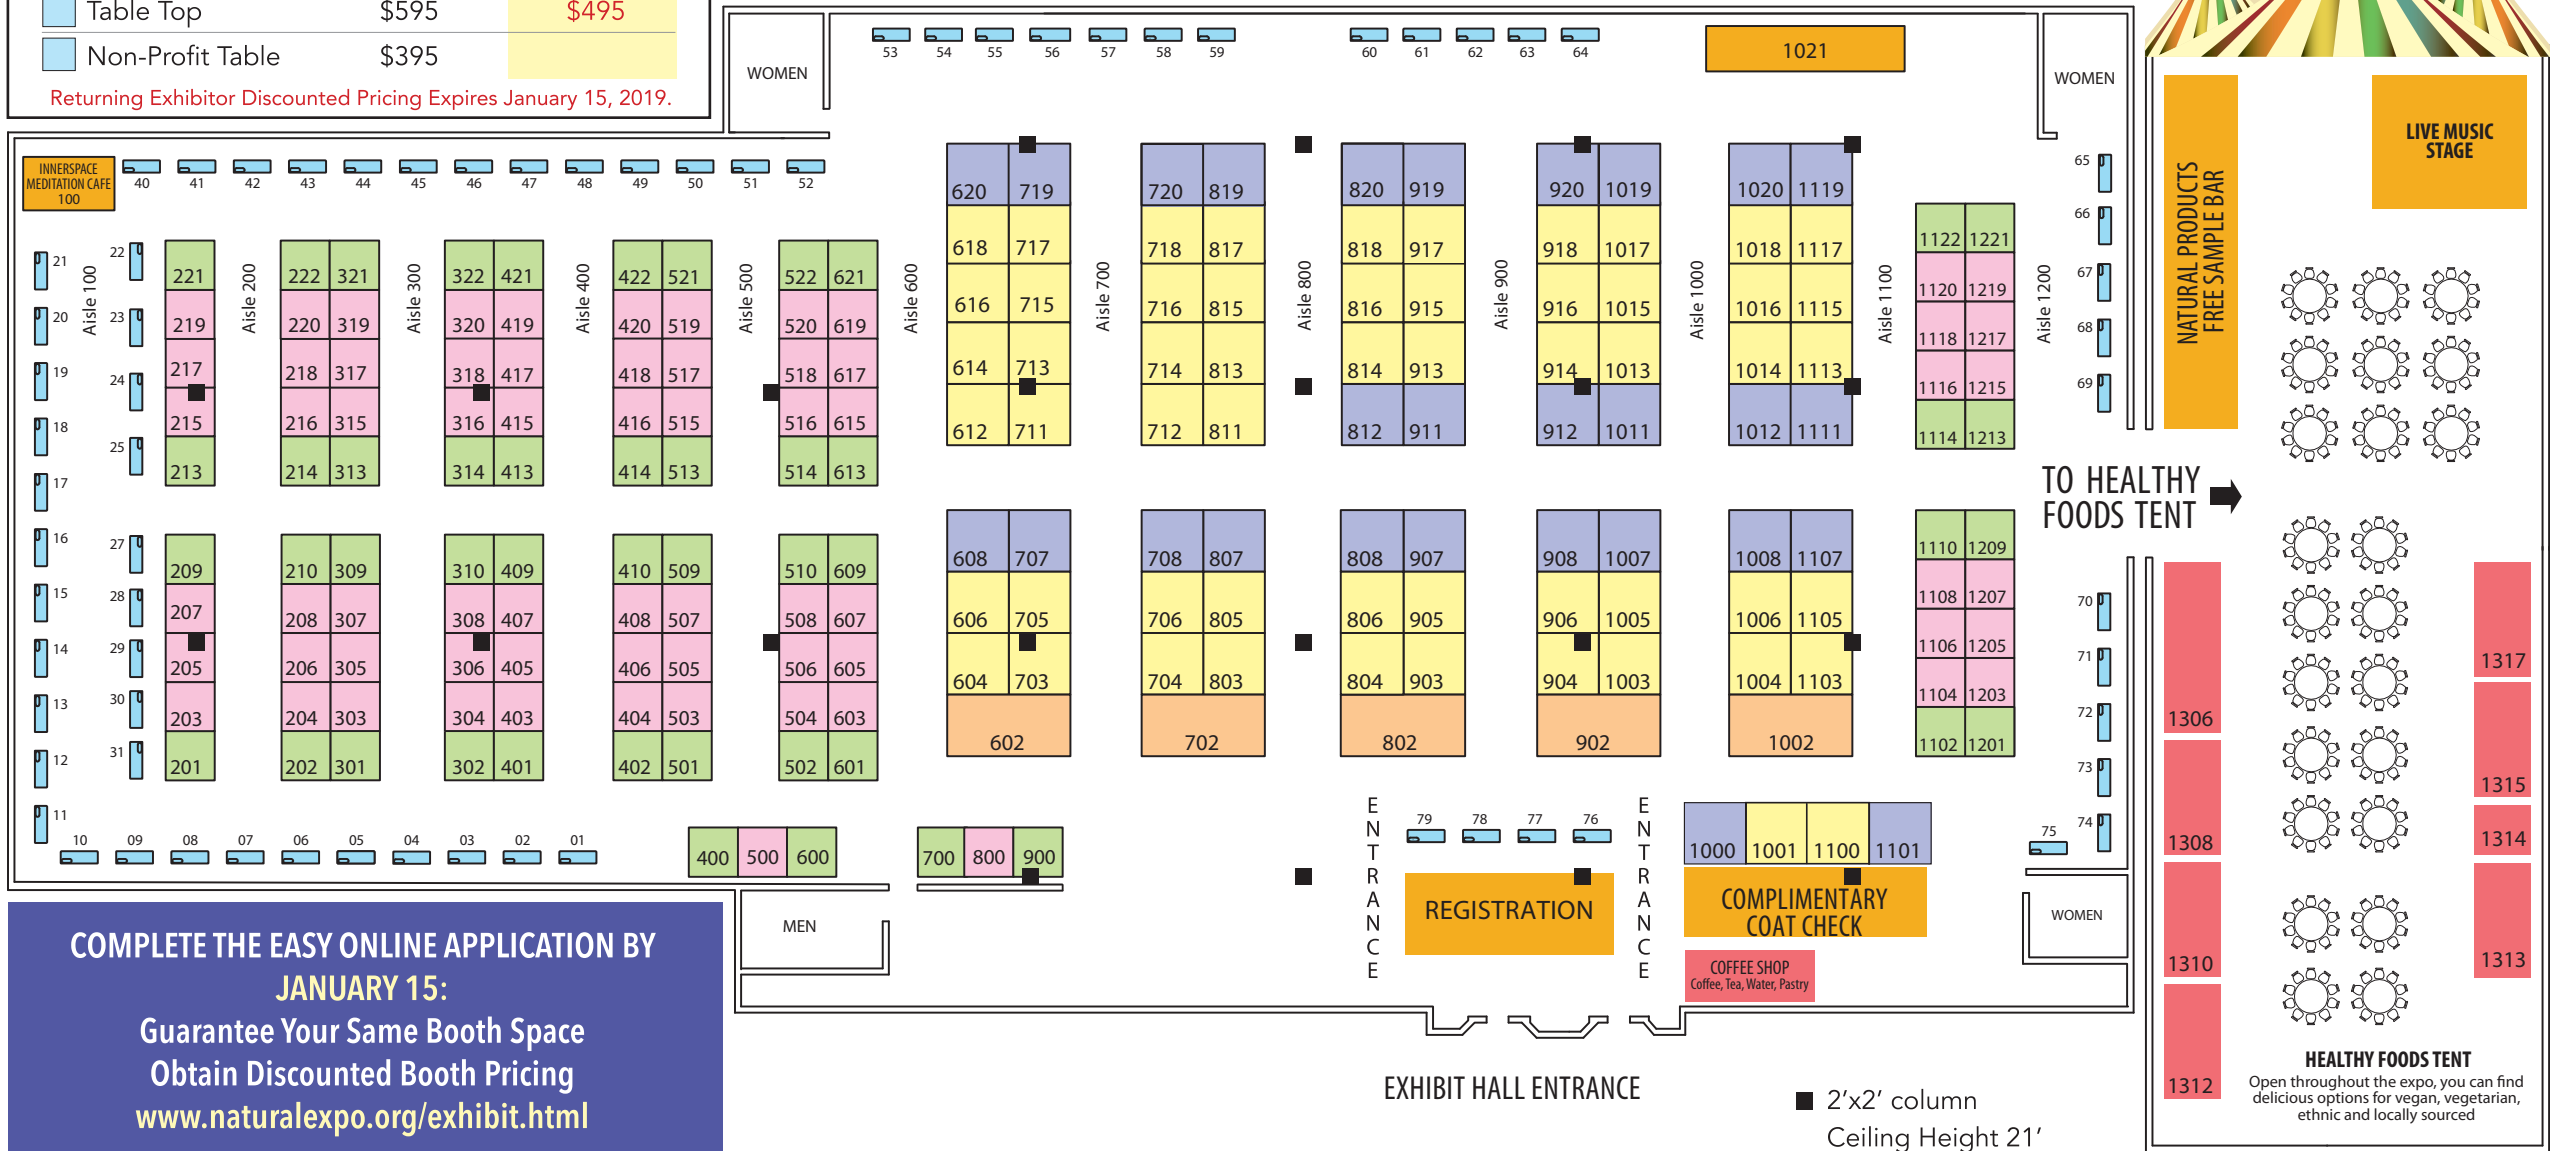 Table Top $595 $495
Non-Profit Table $395
Returning Exhibitor Discounted Pricing Expires January 15, 2019.
WOMEN
53 54 55 56 57 58 59 60 61 62 63 64
1021
WOMEN
INNERSPACE
MEDITATION CAFE
100
40 41 42 43 44 45 46 47 48 49 50 51 52
21
20
19
18
17
16
15
14
13
12
11
Aisle 100
22
23
24
25
27
28
29
30
31
221
219
217
215
213
209
207
205
203
201
Aisle 200
222 321
220 319
218 317
216 315
214 313
210 309
208 307
206 305
204 303
202 301
Aisle 300
322 421
320 419
318 417
316 415
314 413
310 409
308 407
306 405
304 403
302 401
Aisle 400
422 521
420 519
418 517
416 515
414 513
410 509
408 507
406 505
404 503
402 501
Aisle 500
522 621
520 619
518 617
516 615
514 613
510 609
508 607
506 605
504 603
502 601
Aisle 600
620 719
618 717
616 715
614 713
612 711
608 707
606 705
604 703
602
Aisle 700
720 819
718 817
716 815
714 813
712 811
708 807
706 805
704 803
702
Aisle 800
820 919
818 917
816 915
814 913
812 911
808 907
806 905
804 903
802
Aisle 900
920 1019
918 1017
916 1015
914 1013
912 1011
908 1007
906 1005
904 1003
902
Aisle 1000
1020 1119
1018 1117
1016 1115
1014 1113
1012 1111
1008 1107
1006 1105
1004 1103
1002
Aisle 1100
1122 1221
1120 1219
1118 1217
1116 1215
1114 1213
1110 1209
1108 1207
1106 1205
1104 1203
1102 1201
Aisle 1200
65
66
67
68
69
TO HEALTHY
FOODS TENT
70
71
72
73
74
75
10 09 08 07 06 05 04 03 02 01
400 500 600
700 800 900
MEN
ENTRANCE
79 78 77 76
REGISTRATION
ENTRANCE
1000 1001 1100 1101
COMPLIMENTARY
COAT CHECK
COFFEE SHOP
Coffee, Tea, Water, Pastry
WOMEN
EXHIBIT HALL ENTRANCE
2'x2' column
Ceiling Height 21'
COMPLETE THE EASY ONLINE APPLICATION BY
JANUARY 15:
Guarantee Your Same Booth Space
Obtain Discounted Booth Pricing
www.naturalexpo.org/exhibit.html
NATURAL PRODUCTS
FREE SAMPLE BAR
LIVE MUSIC
STAGE
1306
1308
1310
1312
1317
1315
1314
1313
HEALTHY FOODS TENT
Open throughout the expo, you can find
delicious options for vegan, vegetarian,
ethnic and locally sourced